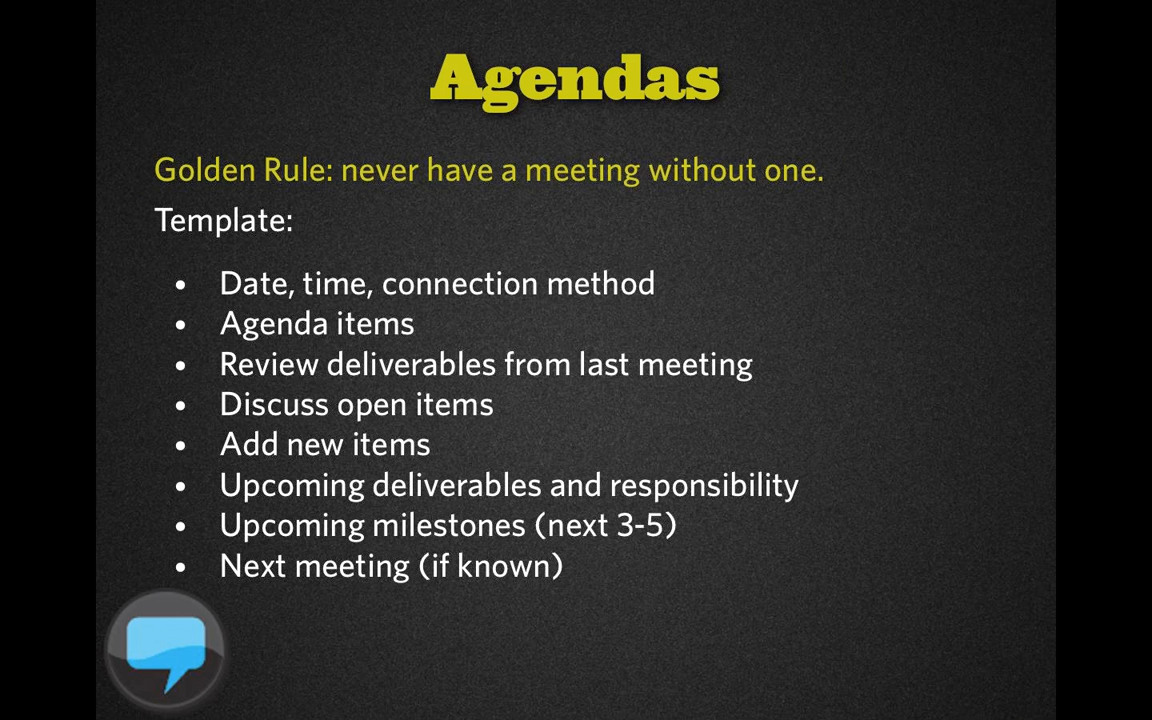 Agendas
Golden Rule: never have a meeting without one.
Template:
• Date, time, connection method
• Agenda items
• Review deliverables from last meeting
• Discuss open items
• Add new items
• Upcoming deliverables and responsibility
• Upcoming milestones (next 3-5)
• Next meeting (if known)